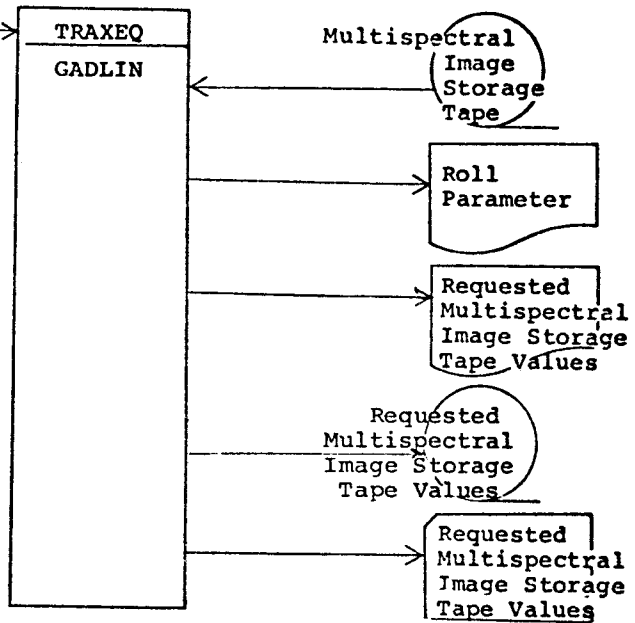 TRAXEQ
GADLIN
Multispectral
Image
Storage
Tape
Roll
Parameter
Requested
Multispectral
Image Storage
Tape Values
Requested
Multispectral
Image Storage
Tape Values
Requested
Multispectral
Image Storage
Tape Values